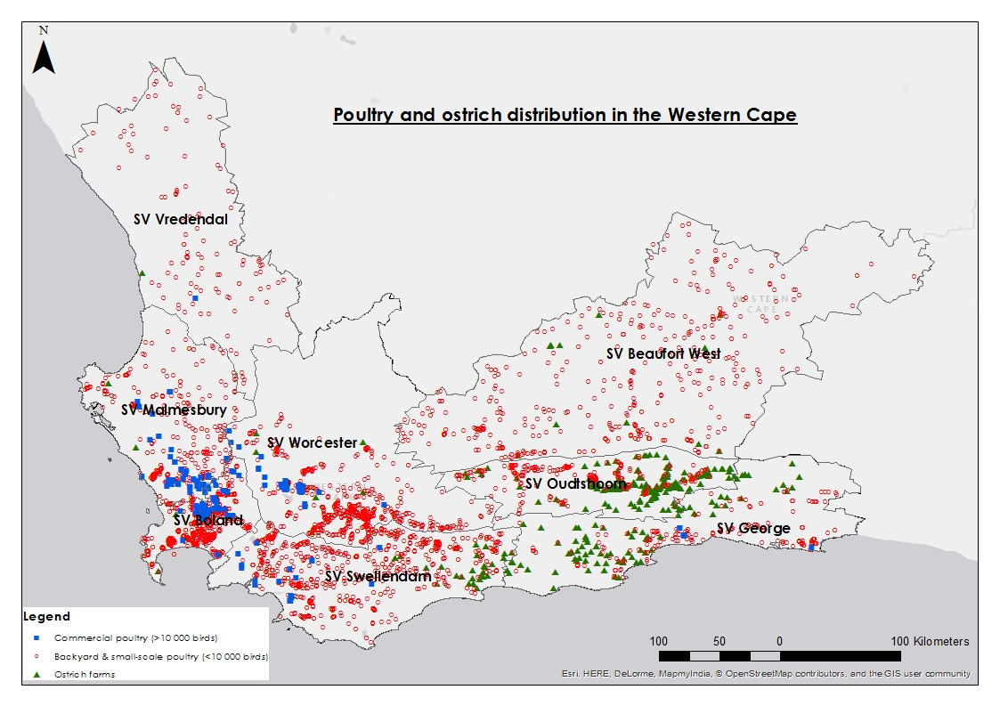 N
Poultry and ostrich distribution in the Western Cape
SV Vredendal
WESTERN
CAPE
SV Beaufort West
SV Malmesbury
SV Worcester
SV Oudtshoorn
SV Boland
SV George
SV Swellendam
Legend
Commercial poultry (>10 000 birds)
Backyard & small-scale poultry (<10 000 birds)
Ostrich farms
100 50 0 100 Kilometers
Esri, HERE, DeLorme, MapmyIndia, © OpenStreetMap contributors, and the GIS user community